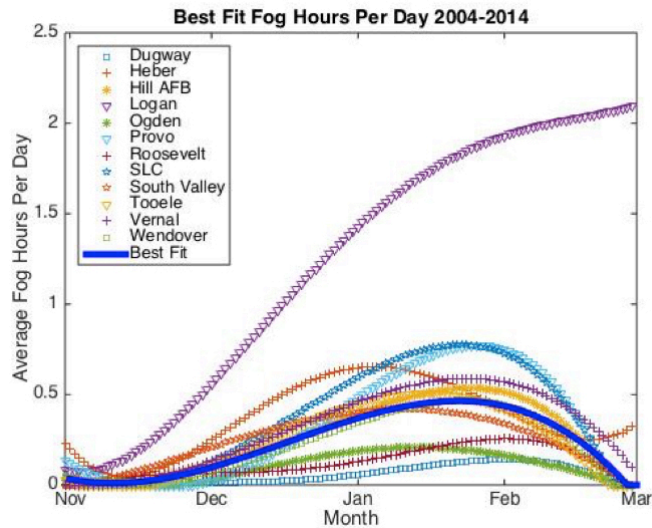 Best Fit Fog Hours Per Day 2004-2014
2.5
2
1.5
1
0.5
0
Average Fog Hours Per Day
Dugway
Heber
Hill AFB
Logan
Ogden
Provo
Roosevelt
SLC
South Valley
Tooele
Vernal
Wendover
Best Fit
Nov Dec Jan Feb Mar
Month